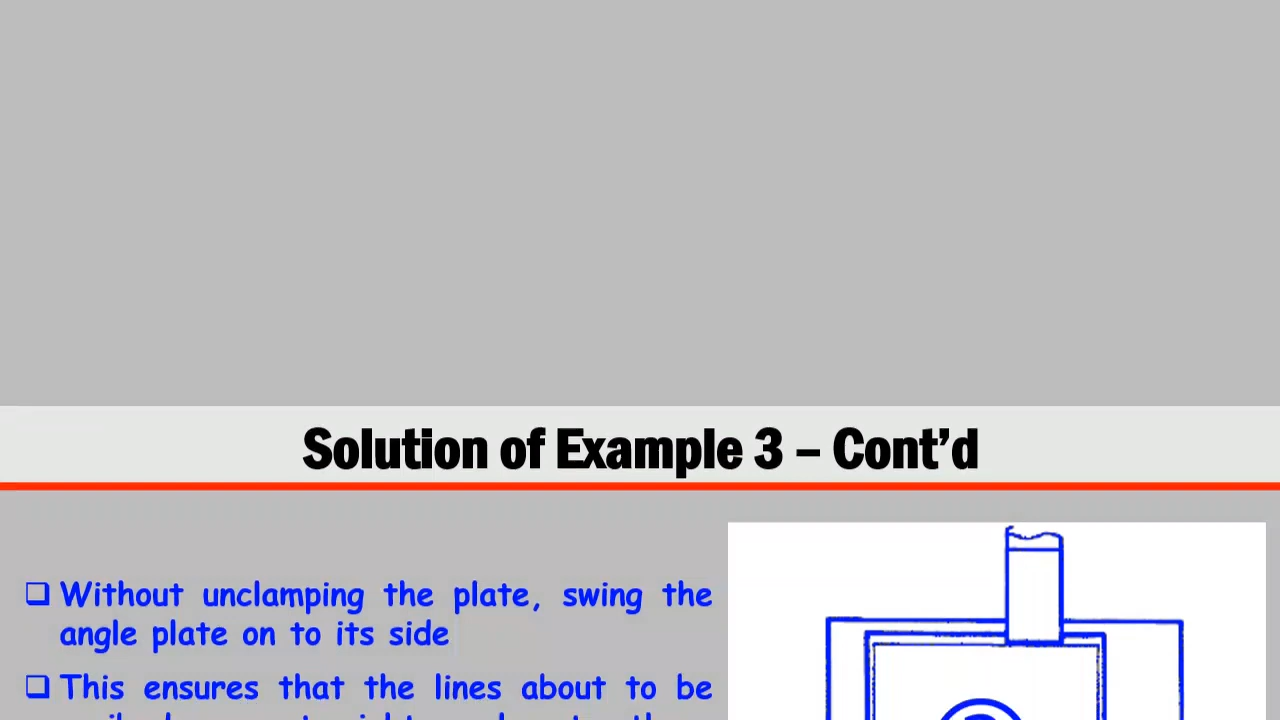 Solution of Example 3 – Cont’d
❑ Without unclamping the plate, swing the
angle plate on to its side
❑ This ensures that the lines about to be